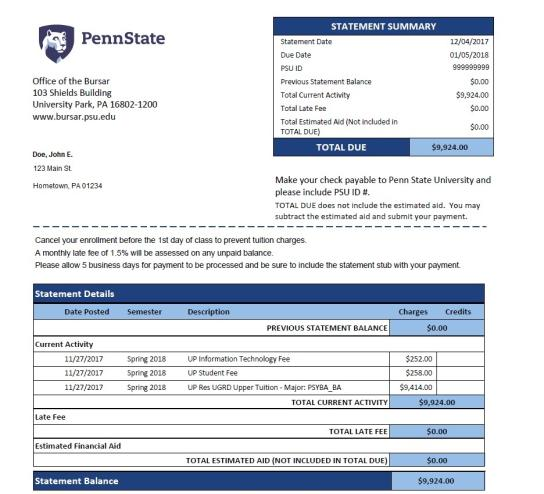 PennState
Office of the Bursar
103 Shields Building
University Park, PA 16802-1200
www.bursar.psu.edu
Doe, John E.
123 Main St.
Hometown, PA 01234
STATEMENT SUMMARY
Statement Date 12/04/2017
Due Date 01/05/2018
PSU ID 999999999
Previous Statement Balance $0.00
Total Current Activity $9,924.00
Total Late Fee $0.00
Total Estimated Aid (Not included in
TOTAL DUE) $0.00
TOTAL DUE $9,924.00
Make your check payable to Penn State University and
please include PSU ID #.
TOTAL DUE does not include the estimated aid. You may
subtract the estimated aid and submit your payment.
Cancel your enrollment before the 1st day of class to prevent tuition charges.
A monthly late fee of 1.5% will be assessed on any unpaid balance.
Please allow 5 business days for payment to be processed and be sure to include the statement stub with your payment.
Statement Details
Date Posted Semester Description Charges Credits
PREVIOUS STATEMENT BALANCE $0.00
Current Activity
11/27/2017 Spring 2018 UP Information Technology Fee $252.00
11/27/2017 Spring 2018 UP Student Fee $258.00
11/27/2017 Spring 2018 UP Res UGRD Upper Tuition - Major: PSYBA_BA $9,414.00
TOTAL CURRENT ACTIVITY $9,924.00
Late Fee
TOTAL LATE FEE $0.00
Estimated Financial Aid
TOTAL ESTIMATED AID (NOT INCLUDED IN TOTAL DUE) $0.00
Statement Balance $9,924.00